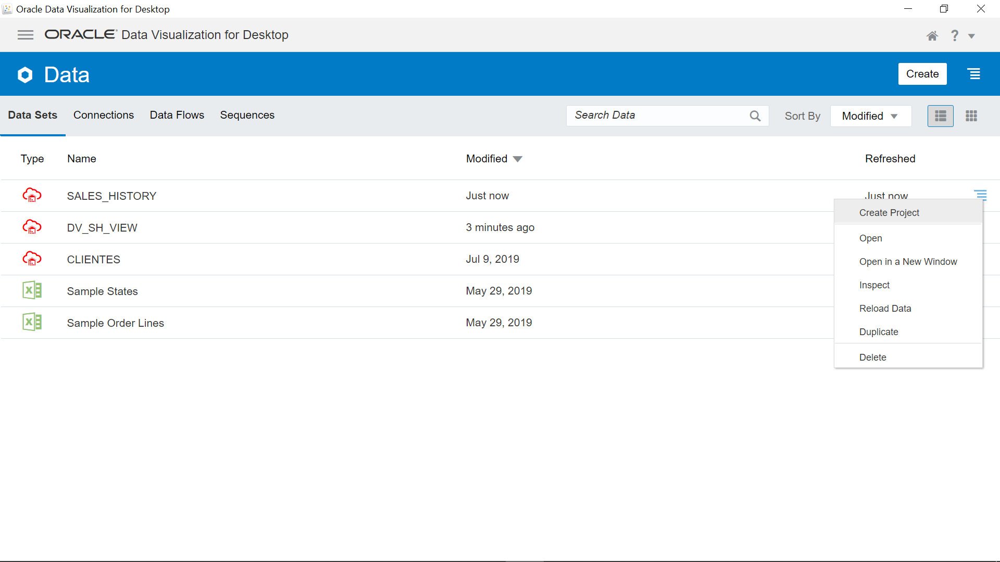 Oracle Data Visualization for Desktop
ORACLE Data Visualization for Desktop ?
Data Create
Data Sets Connections Data Flows Sequences Search Data Sort By Modified
Type Name Modified Refreshed
SALES_HISTORY Just now Just now
DV_SH_VIEW 3 minutes ago
CLIENTES Jul 9, 2019
Sample States May 29, 2019
Sample Order Lines May 29, 2019
Create Project
Open
Open in a New Window
Inspect
Reload Data
Duplicate
Delete